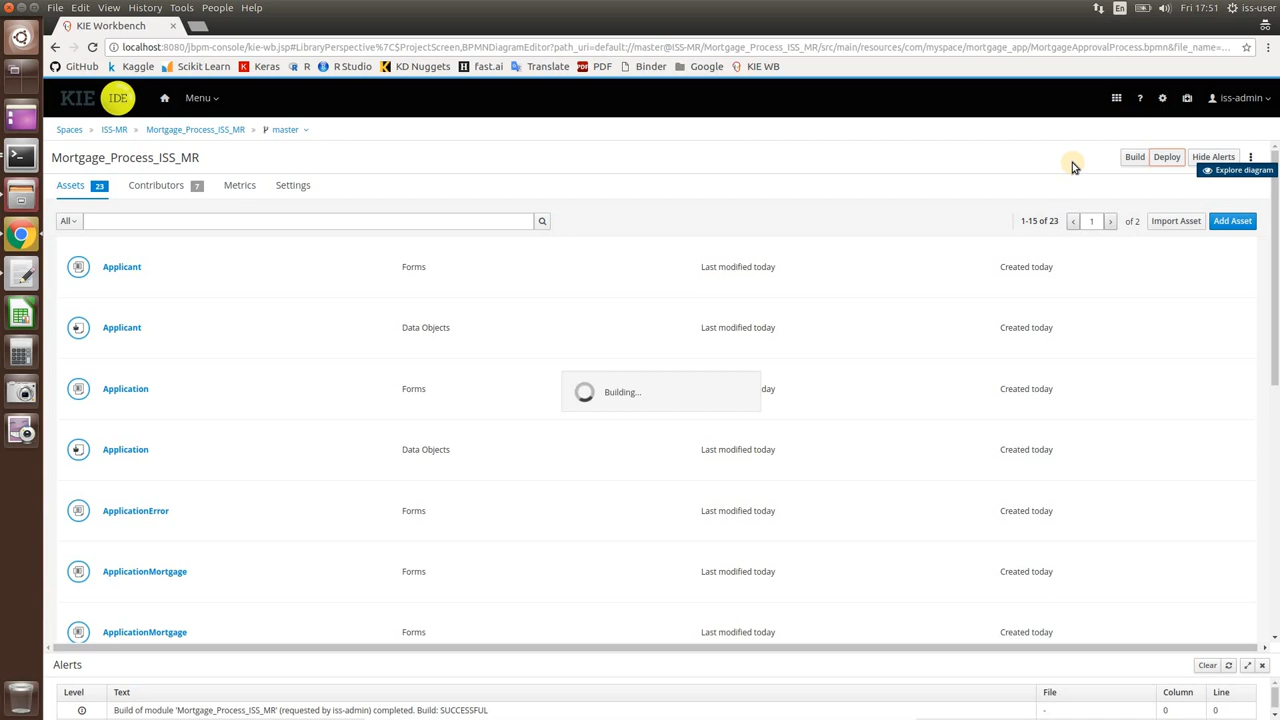 File Edit View History Tools People Help
En
Fri 17:51
iss-user
KIE Workbench
localhost:8080/jbpm-console/kie-wb.jsp#LibraryPerspective%7C$ProjectScreen,BPMNDiagramEditor?path_uri=default://master@ISS-MR/Mortgage_Process_ISS_MR/src/main/resources/com/myspace/mortgage_app/MortgageApprovalProcess.bpmn&file_name=...
GitHub Kaggle Scikit Learn Keras R R Studio KD Nuggets fast.ai Translate PDF Binder Google KIE WB
KIE IDE Menu iss-admin
Spaces » ISS-MR » Mortgage_Process_ISS_MR » master
Mortgage_Process_ISS_MR
Build Deploy Hide Alerts
Explore diagram
Assets 23 Contributors 7 Metrics Settings
All 1-15 of 23 < 1 > of 2 Import Asset Add Asset
Applicant Forms Last modified today Created today
Applicant Data Objects Last modified today Created today
Application Forms day Created today
Building...
Application Data Objects Last modified today Created today
ApplicationError Forms Last modified today Created today
ApplicationMortgage Forms Last modified today Created today
ApplicationMortgage Forms Last modified today Created today
Alerts Clear
Level Text File Column Line
Build of module 'Mortgage_Process_ISS_MR' (requested by iss-admin) completed. Build: SUCCESSFUL - 0 0